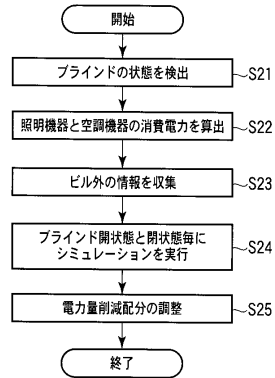 開始
ブラインドの状態を検出
S21
照明機器と空調機器の消費電力を算出
S22
ビル外の情報を収集
S23
ブラインド開状態と閉状態毎に
シミュレーションを実行
S24
電力量削減配分の調整
S25
終了